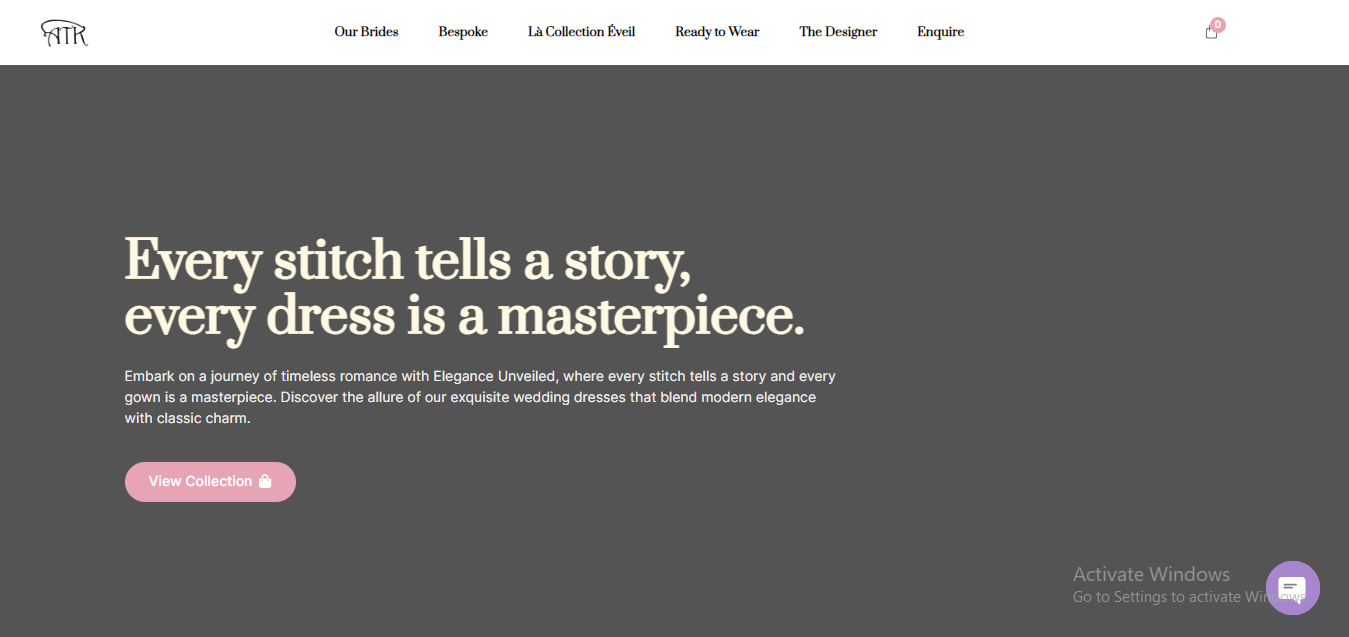 ATR
Our Brides
Bespoke
Là Collection Éveil
Ready to Wear
The Designer
Enquire
0
Every stitch tells a story,
every dress is a masterpiece.
Embark on a journey of timeless romance with Elegance Unveiled, where every stitch tells a story and every
gown is a masterpiece. Discover the allure of our exquisite wedding dresses that blend modern elegance
with classic charm.
View Collection
Activate Windows
Go to Settings to activate Windows.